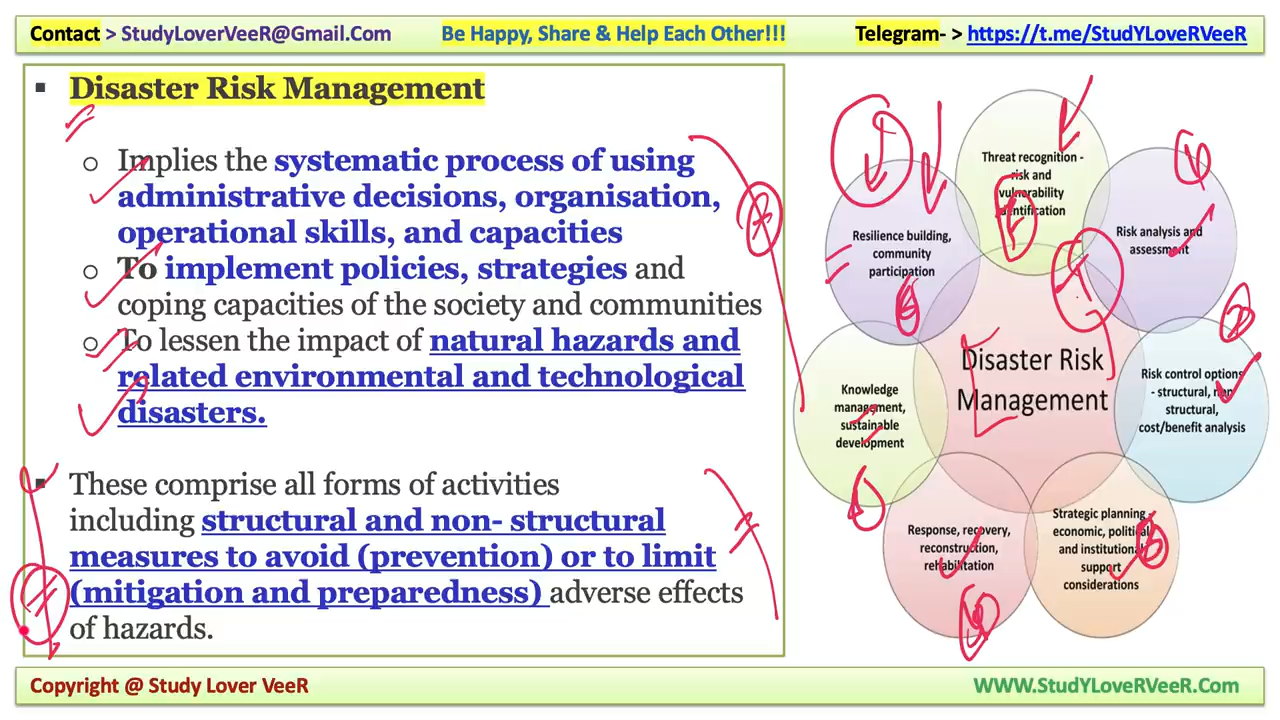 Contact > StudyLoverVeeR@Gmail.Com
Be Happy, Share & Help Each Other!!!
Telegram- > https://t.me/StudYLoVeRVeeR
▪ Disaster Risk Management
o Implies the systematic process of using
administrative decisions, organisation,
operational skills, and capacities
o To implement policies, strategies and
coping capacities of the society and communities
o To lessen the impact of natural hazards and
related environmental and technological
disasters.
▪ These comprise all forms of activities
including structural and non- structural
measures to avoid (prevention) or to limit
(mitigation and preparedness) adverse effects
of hazards.
Threat recognition -
risk and
vulnerability
identification
Risk analysis and
assessment
Risk control options
- structural, non
structural,
cost/benefit analysis
Strategic planning -
economic, political
and institutional
support
considerations
Response, recovery,
reconstruction,
rehabilitation
Knowledge
management,
sustainable
development
Resilience building,
community
participation
Disaster Risk
Management
Copyright @ Study Lover VeeR
WWW.StudYLoveRVeeR.Com